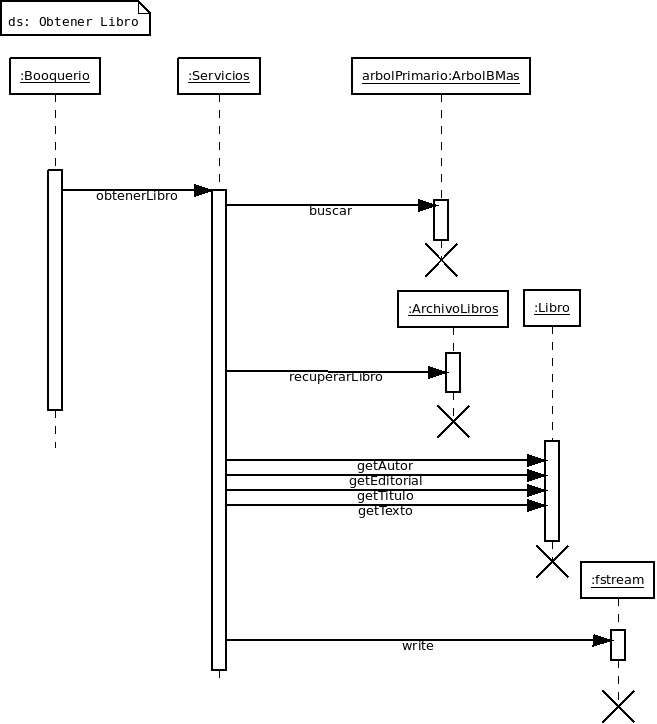 ds: Obtener Libro
:Booquerio
:Servicios
arbolPrimario:ArbolBMas
obtenerLibro
buscar
:ArchivoLibros
:Libro
recuperarLibro
getAutor
getEditorial
getTitulo
getTexto
:fstream
write